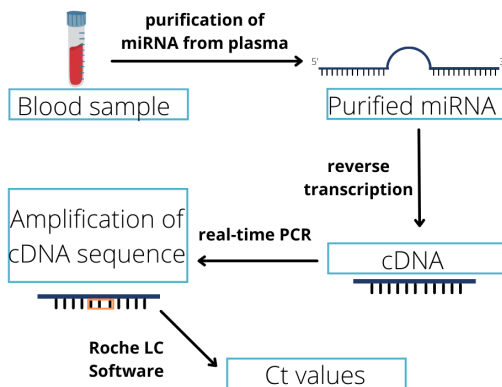 purification of
miRNA from plasma
5'
3'
Blood sample
Purified miRNA
reverse
transcription
Amplification of
cDNA sequence
real-time PCR
cDNA
Roche LC
Software
Ct values